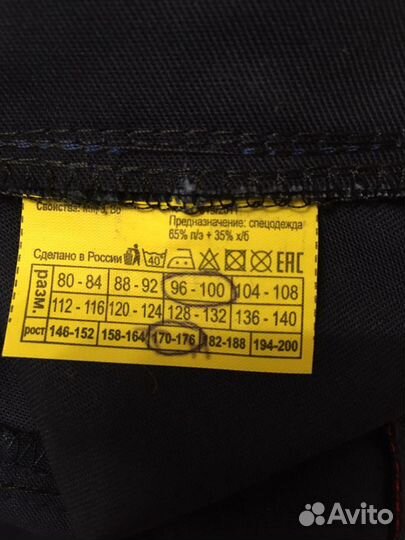 Свойства:
Предназначение: спецодежда
65% п/э + 35% х/б
Сделано в России 40° EAC
разм. 80 - 84 88 - 92 96 - 100 104 - 108
112 - 116 120 - 124 128 - 132 136 - 140
рост 146-152 158-164 170-176 182-188 194-200
Avito